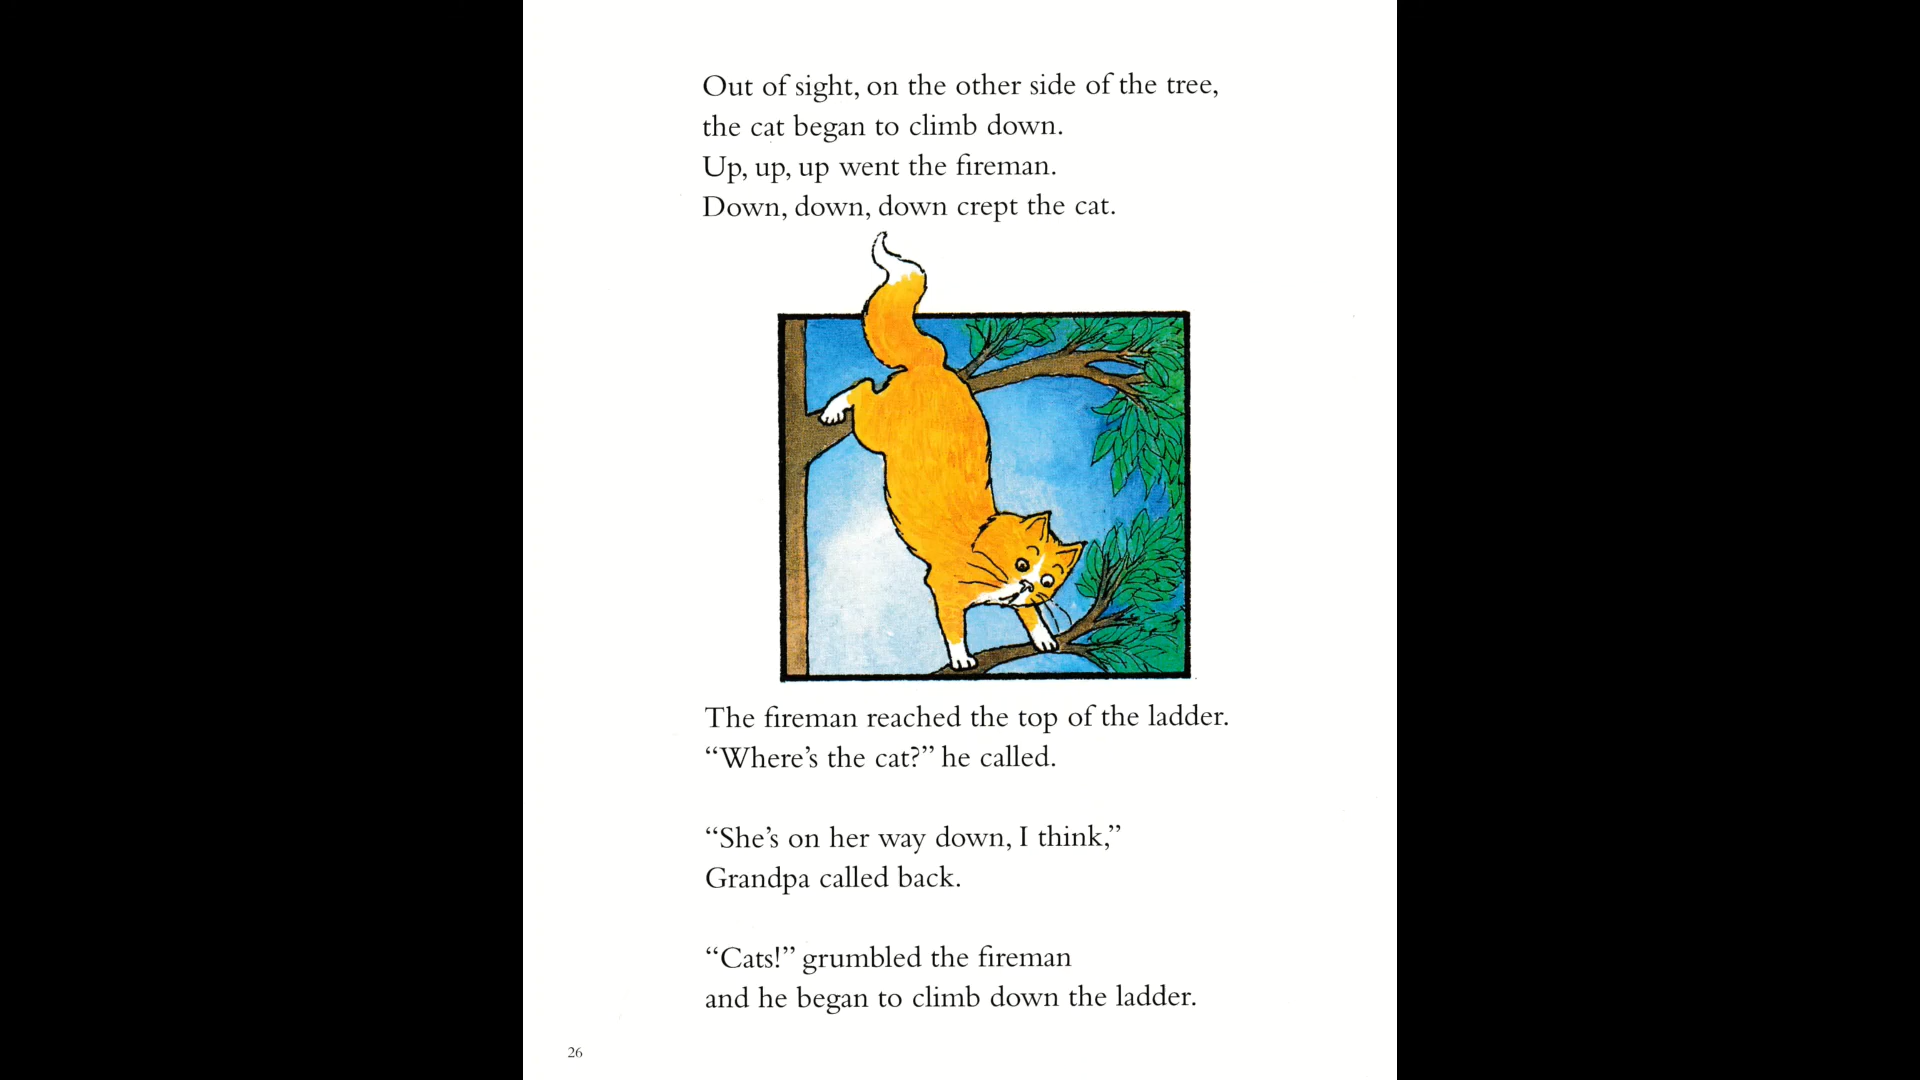 Out of sight, on the other side of the tree,
the cat began to climb down.
Up, up, up went the fireman.
Down, down, down crept the cat.
The fireman reached the top of the ladder.
“Where’s the cat?” he called.
“She’s on her way down, I think,”
Grandpa called back.
“Cats!” grumbled the fireman
and he began to climb down the ladder.
26